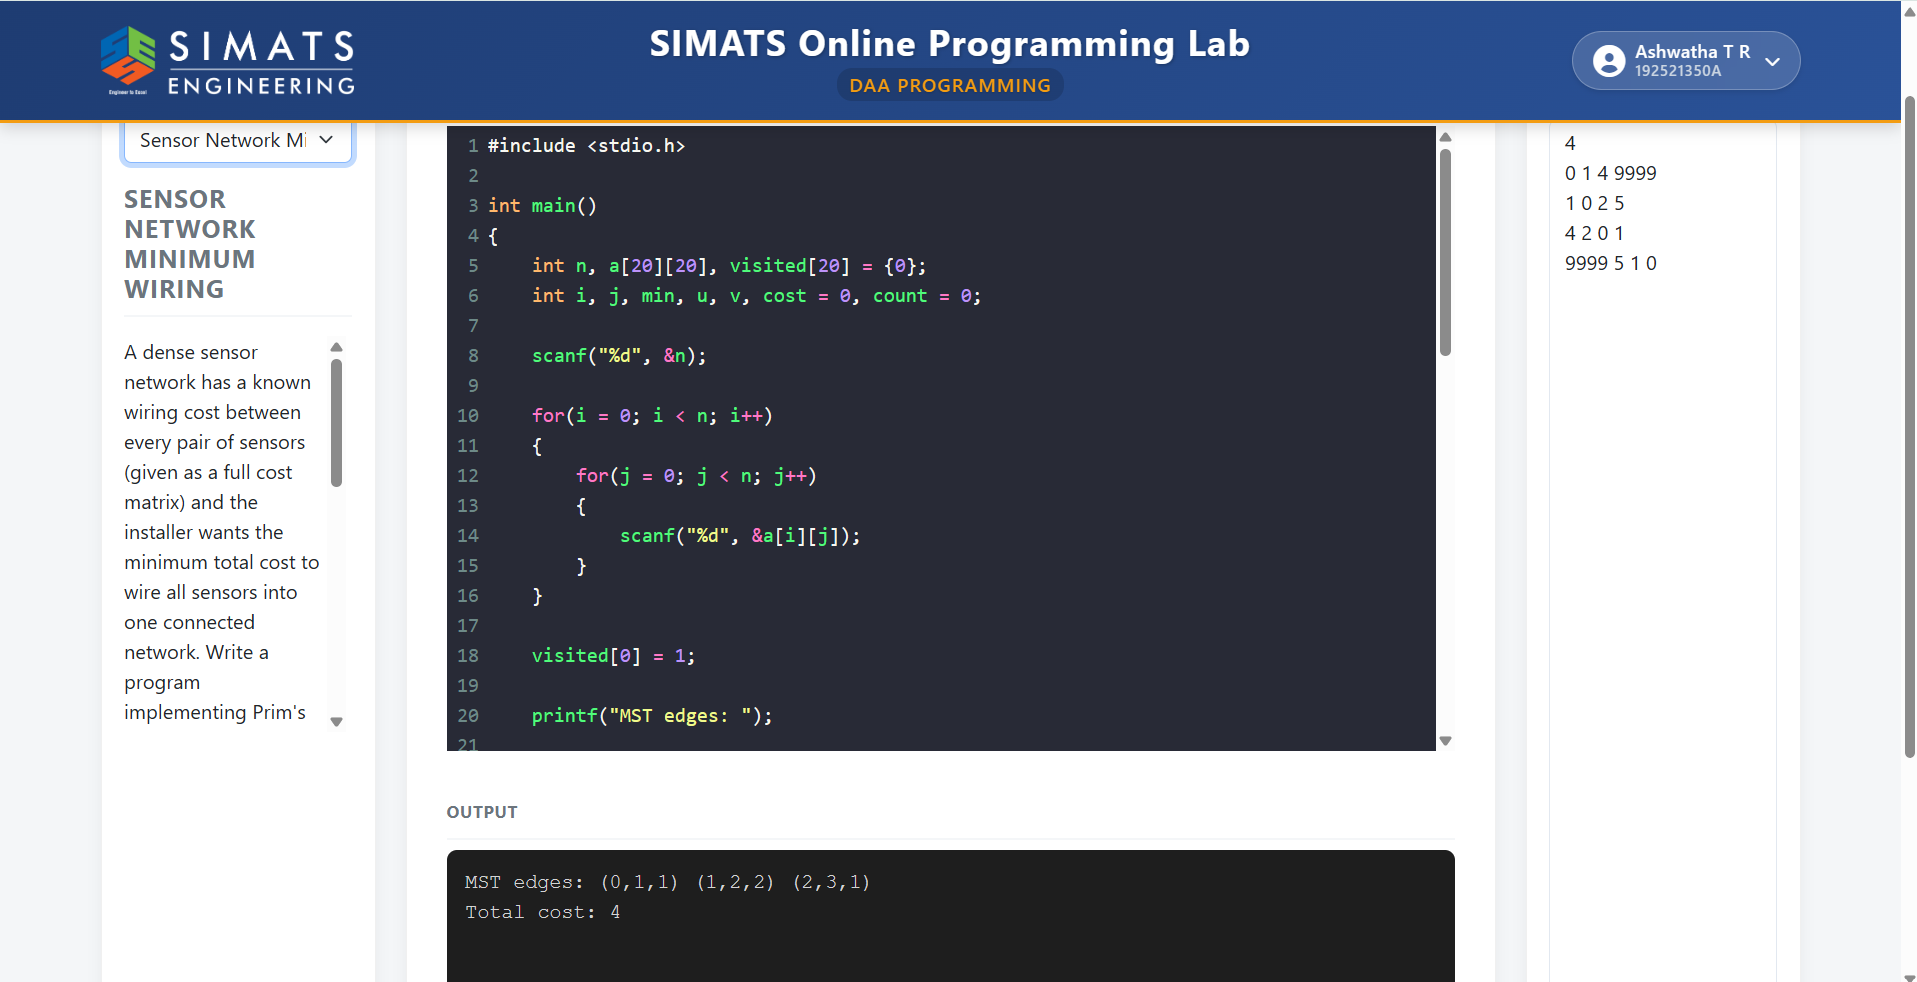 SIMATS
ENGINEERING
Engineer to Excel
SIMATS Online Programming Lab
DAA PROGRAMMING
Ashwatha T R
192521350A
Sensor Network Mi
SENSOR
NETWORK
MINIMUM
WIRING
A dense sensor
network has a known
wiring cost between
every pair of sensors
(given as a full cost
matrix) and the
installer wants the
minimum total cost to
wire all sensors into
one connected
network. Write a
program
implementing Prim's
1 #include <stdio.h>
2
3 int main()
4 {
5     int n, a[20][20], visited[20] = {0};
6     int i, j, min, u, v, cost = 0, count = 0;
7
8     scanf("%d", &n);
9
10     for(i = 0; i < n; i++)
11     {
12         for(j = 0; j < n; j++)
13         {
14             scanf("%d", &a[i][j]);
15         }
16     }
17
18     visited[0] = 1;
19
20     printf("MST edges: ");
21
OUTPUT
MST edges: (0,1,1) (1,2,2) (2,3,1)
Total cost: 4
4
0 1 4 9999
1 0 2 5
4 2 0 1
9999 5 1 0